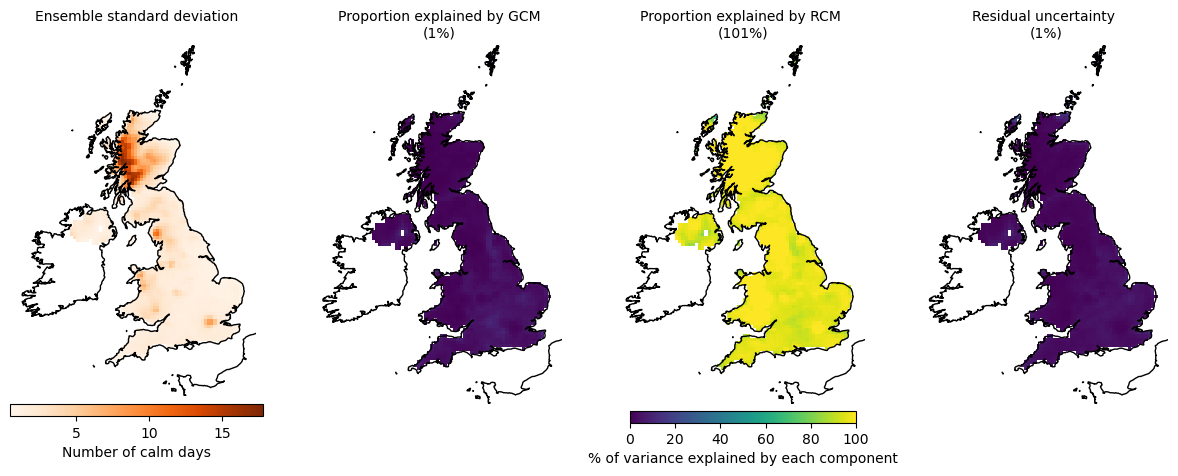 Ensemble standard deviation
Proportion explained by GCM
(1%)
Proportion explained by RCM
(101%)
Residual uncertainty
(1%)
5 10 15
Number of calm days
0 20 40 60 80 100
% of variance explained by each component